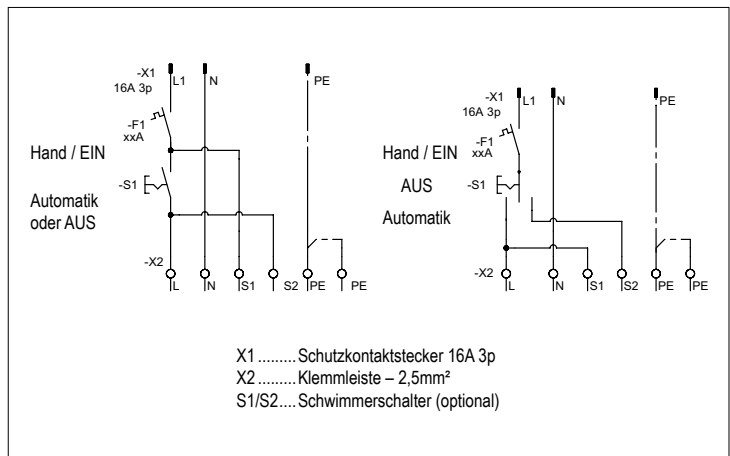 -X1
16A 3p
L1
N
PE
-F1
xxA
Hand / EIN
-S1
Automatik
oder AUS
-X2
L
N
S1
S2
PE
PE
-X1
16A 3p
L1
N
PE
-F1
xxA
Hand / EIN
AUS
-S1
Automatik
-X2
L
N
S1
S2
PE
PE
X1 ......... Schutzkontaktstecker 16A 3p
X2 ......... Klemmleiste – 2,5mm²
S1/S2.... Schwimmerschalter (optional)